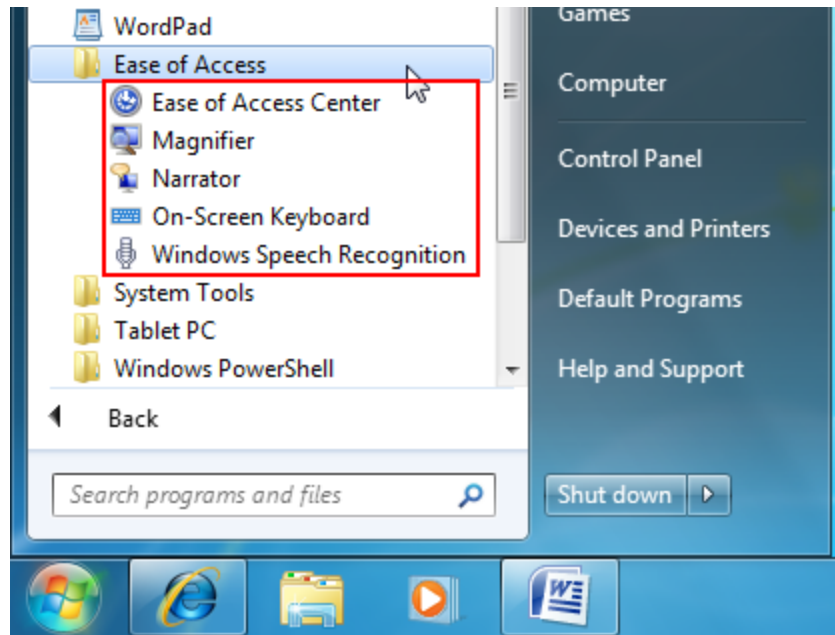 WordPad
Ease of Access
Ease of Access Center
Magnifier
Narrator
On-Screen Keyboard
Windows Speech Recognition
System Tools
Tablet PC
Windows PowerShell
Back
Search programs and files
Games
Computer
Control Panel
Devices and Printers
Default Programs
Help and Support
Shut down
W